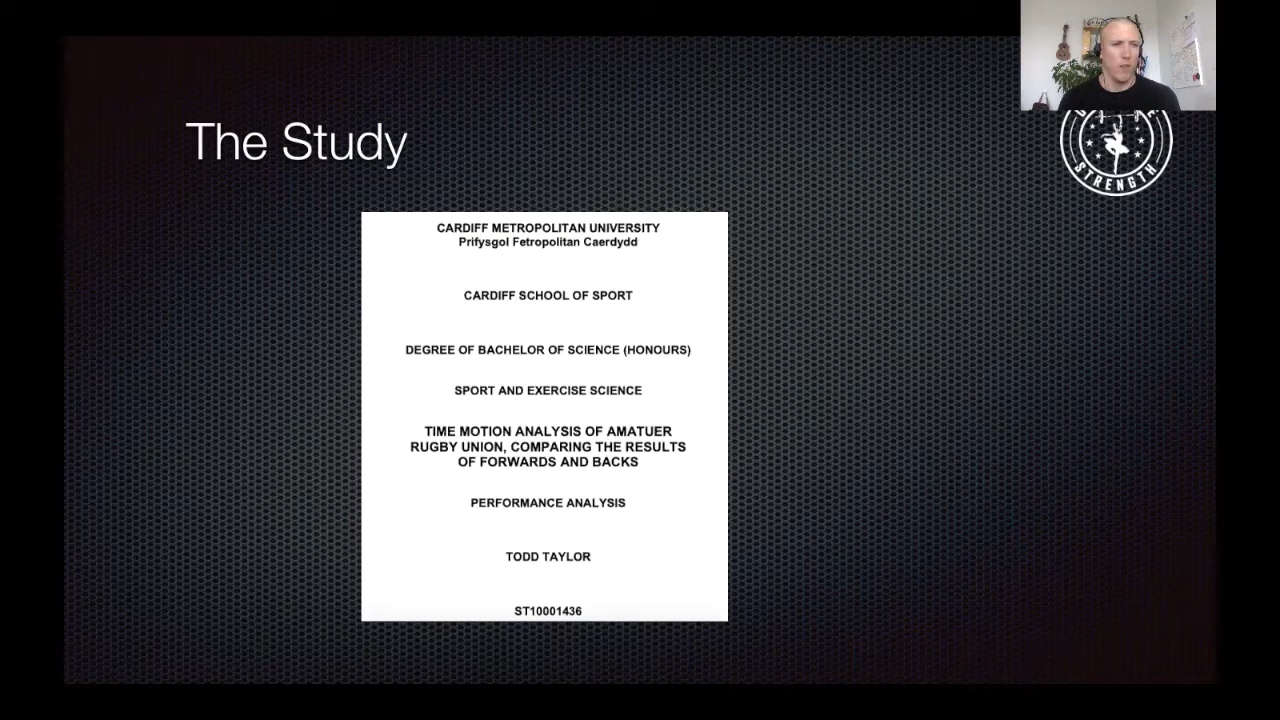 The Study
STRENGTH
CARDIFF METROPOLITAN UNIVERSITY
Prifysgol Fetropolitan Caerdydd
CARDIFF SCHOOL OF SPORT
DEGREE OF BACHELOR OF SCIENCE (HONOURS)
SPORT AND EXERCISE SCIENCE
TIME MOTION ANALYSIS OF AMATUER
RUGBY UNION, COMPARING THE RESULTS
OF FORWARDS AND BACKS
PERFORMANCE ANALYSIS
TODD TAYLOR
ST10001436